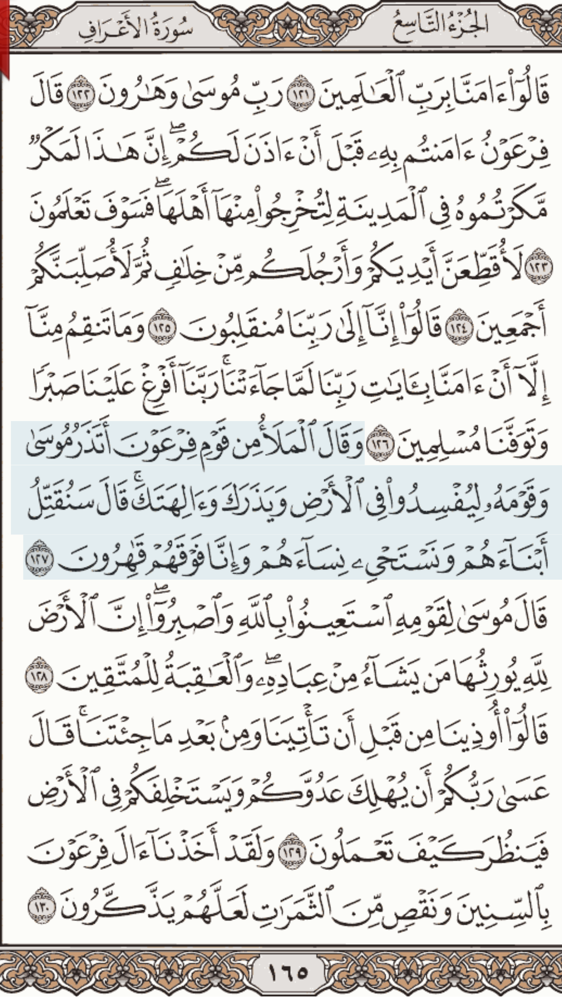 الجُزْءُ التَّاسِعُ
سُورَةُ الأَعْرَافِ
قَالُوٓاْ ءَامَنَّا بِرَبِّ ٱلْعَٰلَمِينَ ١٢١ رَبِّ مُوسَىٰ وَهَٰرُونَ ١٢٢ قَالَ
فِرْعَوْنُ ءَامَنتُم بِهِۦ قَبْلَ أَنْ ءَاذَنَ لَكُمْۖ إِنَّ هَٰذَا لَمَكْرٌ
مَّكَرْتُمُوهُ فِى ٱلْمَدِينَةِ لِتُخْرِجُواْ مِنْهَآ أَهْلَهَاۖ فَسَوْفَ تَعْلَمُونَ
١٢٣ لَأُقَطِّعَنَّ أَيْدِيَكُمْ وَأَرْجُلَكُم مِّنْ خِلَٰفٍ ثُمَّ لَأُصَلِّبَنَّكُمْ
أَجْمَعِينَ ١٢٤ قَالُوٓاْ إِنَّآ إِلَىٰ رَبِّنَا مُنقَلِبُونَ ١٢٥ وَمَا تَنقِمُ مِنَّآ
إِلَّآ أَنْ ءَامَنَّا بِـَٔايَٰتِ رَبِّنَا لَمَّا جَآءَتْنَاۚ رَبَّنَآ أَفْرِغْ عَلَيْنَا صَبْرًا
وَتَوَفَّنَا مُسْلِمِينَ ١٢٦ وَقَالَ ٱلْمَلَأُ مِن قَوْمِ فِرْعَوْنَ أَتَذَرُ مُوسَىٰ
وَقَوْمَهُۥ لِيُفْسِدُواْ فِى ٱلْأَرْضِ وَيَذَرَكَ وَءَالِهَتَكَۚ قَالَ سَنُقَتِّلُ
أَبْنَآءَهُمْ وَنَسْتَحْىِۦ نِسَآءَهُمْ وَإِنَّا فَوْقَهُمْ قَٰهِرُونَ ١٢٧
قَالَ مُوسَىٰ لِقَوْمِهِ ٱسْتَعِينُواْ بِٱللَّهِ وَٱصْبِرُوٓاْۖ إِنَّ ٱلْأَرْضَ
لِلَّهِ يُورِثُهَا مَن يَشَآءُ مِنْ عِبَادِهِۦۖ وَٱلْعَٰقِبَةُ لِلْمُتَّقِينَ ١٢٨
قَالُوٓاْ أُوذِينَا مِن قَبْلِ أَن تَأْتِيَنَا وَمِنۢ بَعْدِ مَا جِئْتَنَاۚ قَالَ
عَسَىٰ رَبُّكُمْ أَن يُهْلِكَ عَدُوَّكُمْ وَيَسْتَخْلِفَكُمْ فِى ٱلْأَرْضِ
فَيَنظُرَ كَيْفَ تَعْمَلُونَ ١٢٩ وَلَقَدْ أَخَذْنَآ ءَالَ فِرْعَوْنَ
بِٱلسِّنِينَ وَنَقْصٍ مِّنَ ٱلثَّمَرَٰتِ لَعَلَّهُمْ يَذَّكَّرُونَ ١٣٠
١٦٥